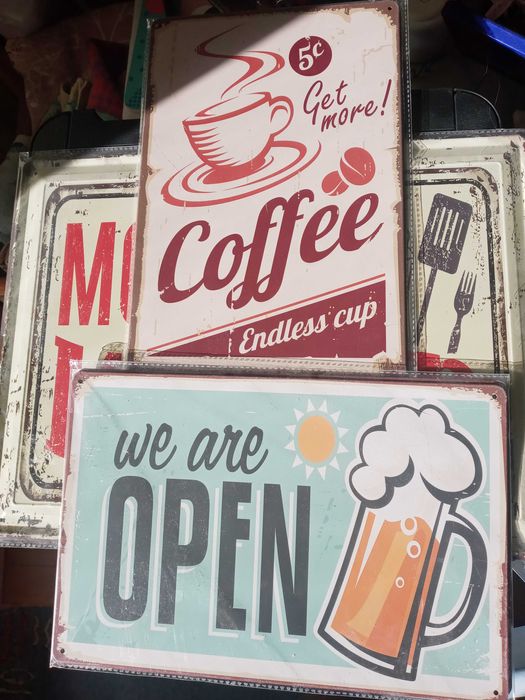 5¢
Get
more!
Coffee
Endless cup
we are
OPEN